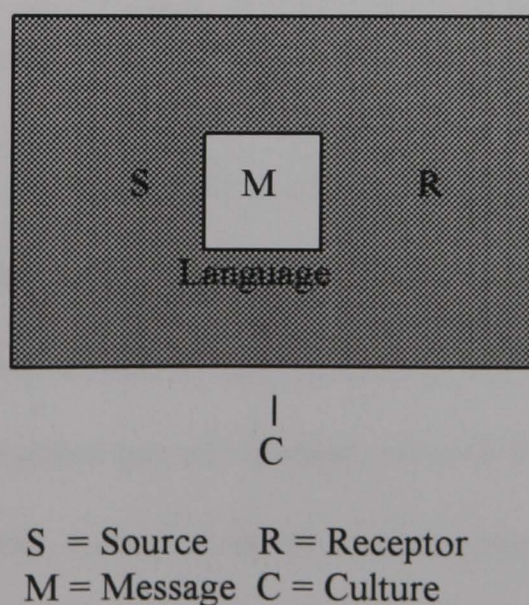 S M R
Language
C
S = Source R = Receptor
M = Message C = Culture